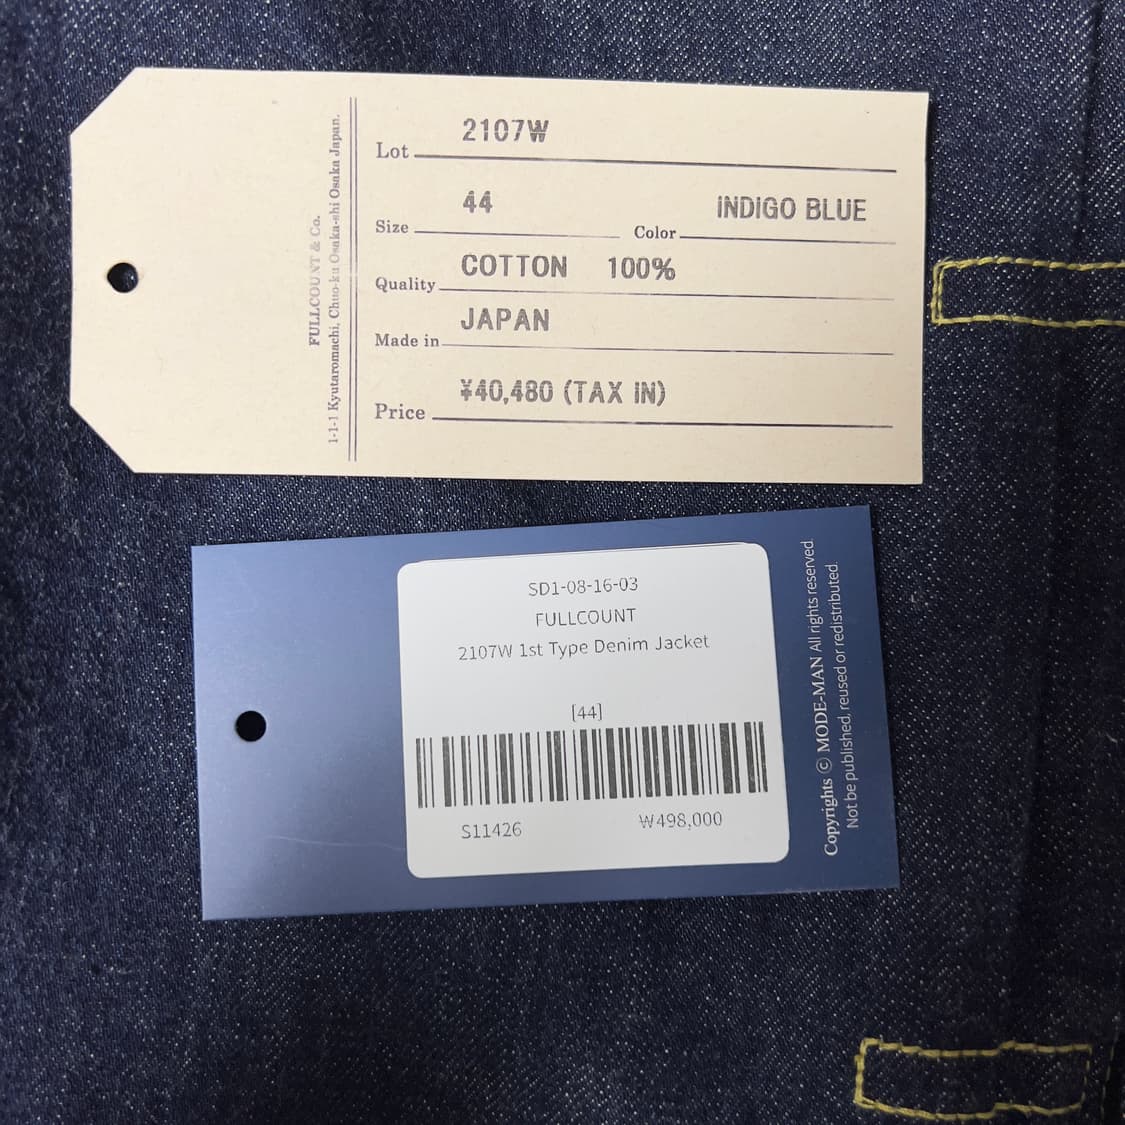 FULLCOUNT & Co.
1-1-1 Kyutaromachi, Chuo-ku Osaka-shi Osaka Japan.
Lot 2107W
Size 44 Color INDIGO BLUE
Quality COTTON 100%
Made in JAPAN
Price ¥40,480 (TAX IN)
SD1-08-16-03
FULLCOUNT
2107W 1st Type Denim Jacket
[44]
S11426 ₩498,000
Copyrights ⓒ MODE-MAN All rights reserved.
Not be published, reused or redistributed.